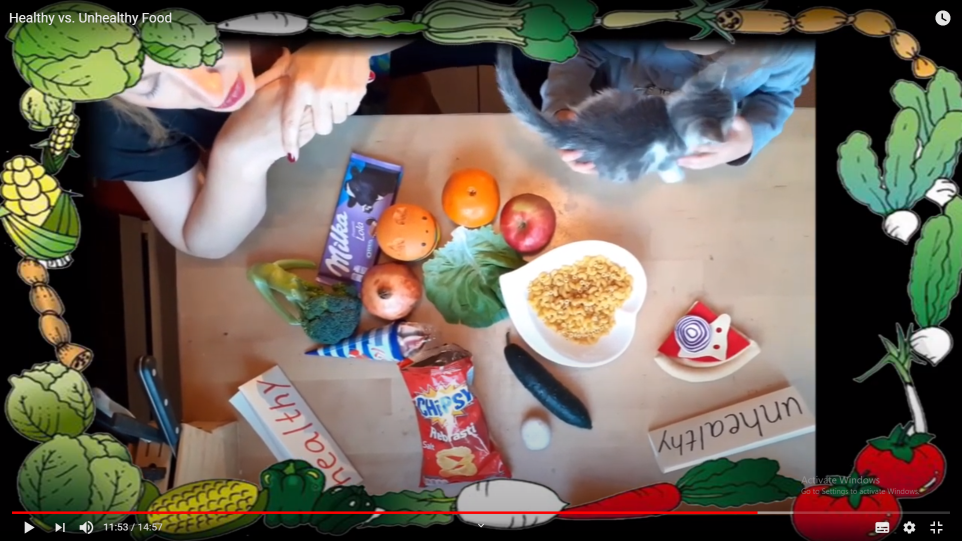 Healthy vs. Unhealthy Food
Milka
CHIPSY
unhealthy
healthy
Activate Windows
Go to Settings to activate Windows.
11:53 / 14:57